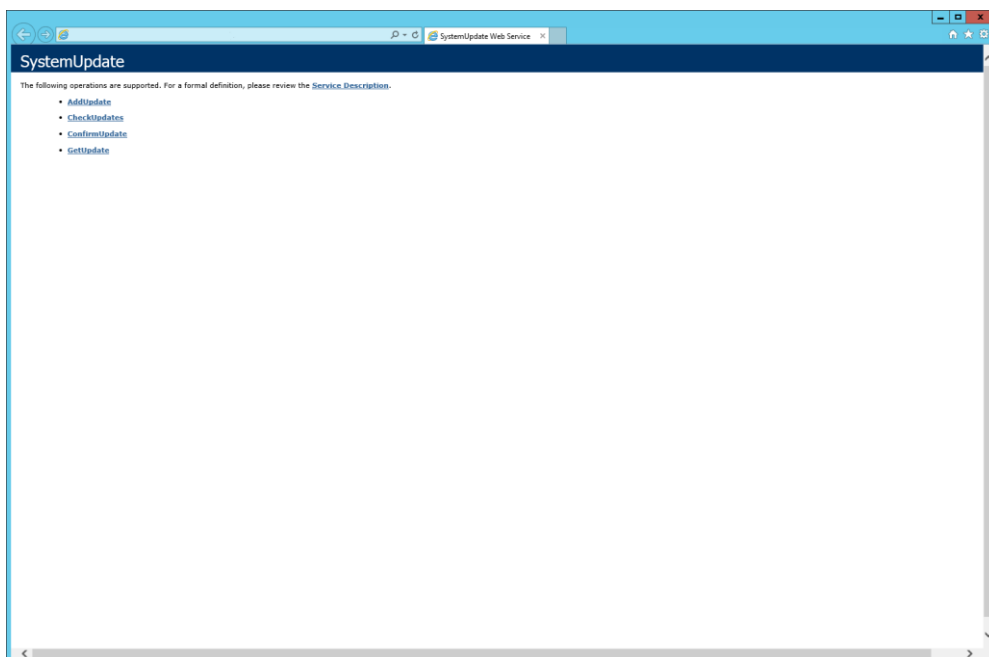 SystemUpdate Web Service
SystemUpdate
The following operations are supported. For a formal definition, please review the Service Description.
AddUpdate
CheckUpdates
ConfirmUpdate
GetUpdate